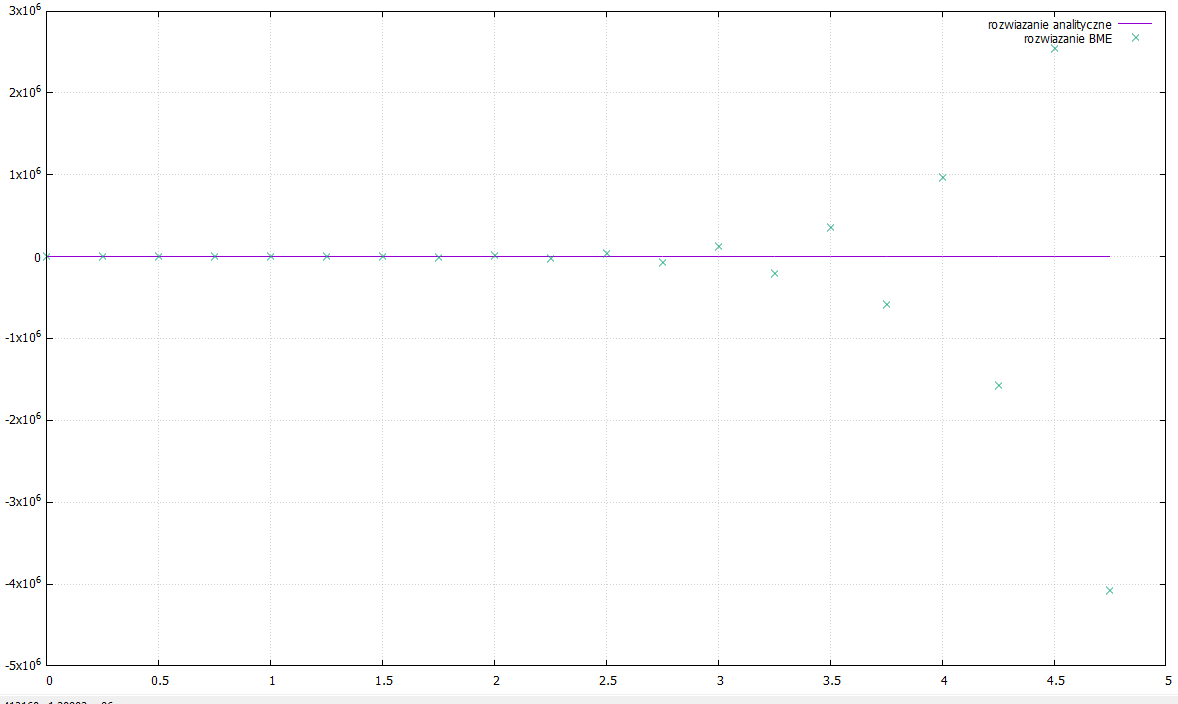 3x10^6
rozwiazanie analityczne
rozwiazanie BME
2x10^6
1x10^6
0
-1x10^6
-2x10^6
-3x10^6
-4x10^6
-5x10^6
0 0.5 1 1.5 2 2.5 3 3.5 4 4.5 5